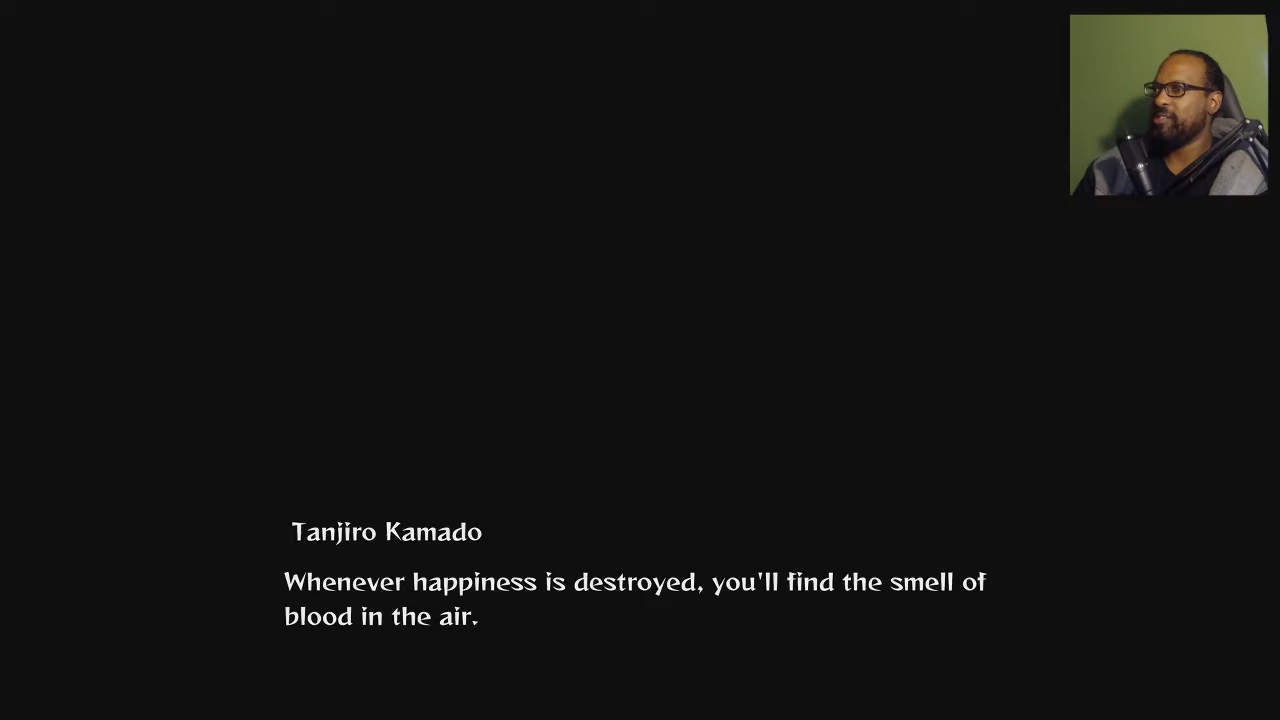 Tanjiro Kamado
Whenever happiness is destroyed, you'll find the smell of
blood in the air.